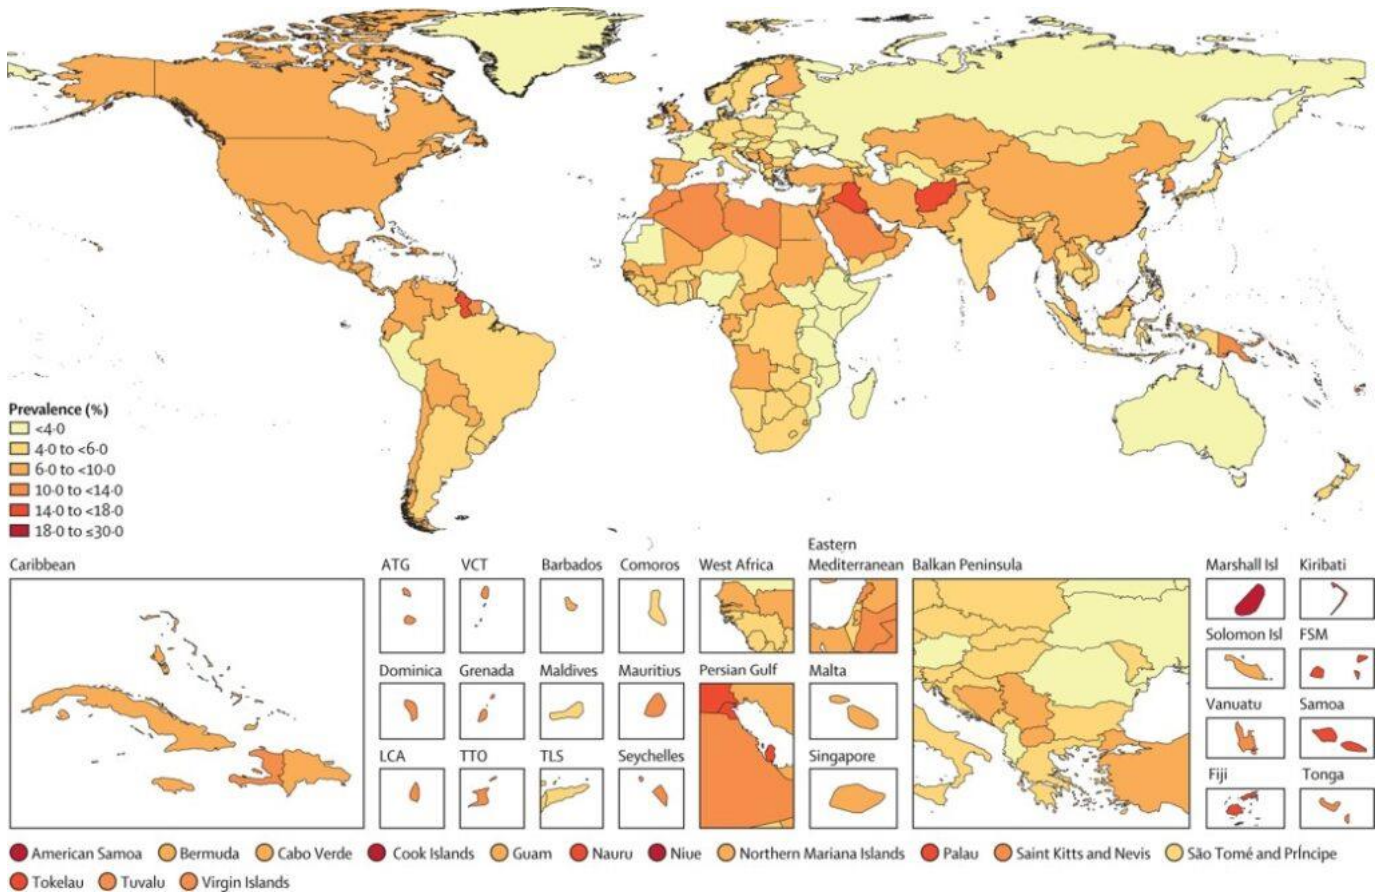 Prevalence (%)
<4·0
4·0 to <6·0
6·0 to <10·0
10·0 to <14·0
14·0 to <18·0
18·0 to ≤30·0
Caribbean
ATG
VCT
Barbados
Comoros
West Africa
Eastern
Mediterranean
Balkan Peninsula
Marshall Isl
Kiribati
Solomon Isl
FSM
Dominica
Grenada
Maldives
Mauritius
Persian Gulf
Malta
Vanuatu
Samoa
LCA
TTO
TLS
Seychelles
Singapore
Fiji
Tonga
American Samoa Bermuda Cabo Verde Cook Islands Guam Nauru Niue Northern Mariana Islands Palau Saint Kitts and Nevis São Tomé and PrÍncipe
Tokelau Tuvalu Virgin Islands